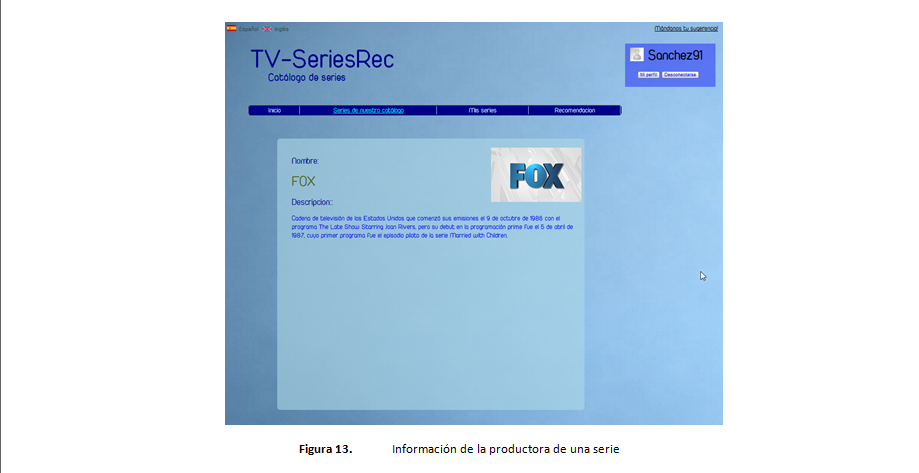 Español Inglés
Mándanos tu sugerencia!
TV-SeriesRec
Catálogo de series
Sanchez91
Mi perfil Desconectarse
Inicio Series de nuestro catálogo Mis series Recomendacion
Nombre:
FOX
FOX
Descripcion:
Cadena de televisión de los Estados Unidos que comenzó sus emisiones el 9 de octubre de 1986 con el
programa The Late Show Starring Joan Rivers, pero su debut en la programación prime fue el 5 de abril de
1987, cuyo primer programa fue el episodio piloto de la serie Married with Children.
Figura 13. Información de la productora de una serie